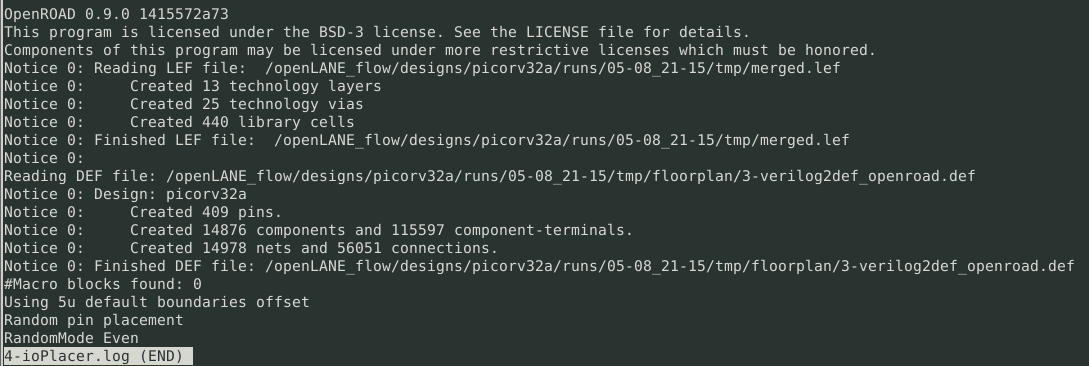 OpenROAD 0.9.0 1415572a73
This program is licensed under the BSD-3 license. See the LICENSE file for details.
Components of this program may be licensed under more restrictive licenses which must be honored.
Notice 0: Reading LEF file:  /openLANE_flow/designs/picorv32a/runs/05-08_21-15/tmp/merged.lef
Notice 0:     Created 13 technology layers
Notice 0:     Created 25 technology vias
Notice 0:     Created 440 library cells
Notice 0: Finished LEF file:  /openLANE_flow/designs/picorv32a/runs/05-08_21-15/tmp/merged.lef
Notice 0:
Reading DEF file: /openLANE_flow/designs/picorv32a/runs/05-08_21-15/tmp/floorplan/3-verilog2def_openroad.def
Notice 0: Design: picorv32a
Notice 0:     Created 409 pins.
Notice 0:     Created 14876 components and 115597 component-terminals.
Notice 0:     Created 14978 nets and 56051 connections.
Notice 0: Finished DEF file: /openLANE_flow/designs/picorv32a/runs/05-08_21-15/tmp/floorplan/3-verilog2def_openroad.def
#Macro blocks found: 0
Using 5u default boundaries offset
Random pin placement
RandomMode Even
4-ioPlacer.log (END)